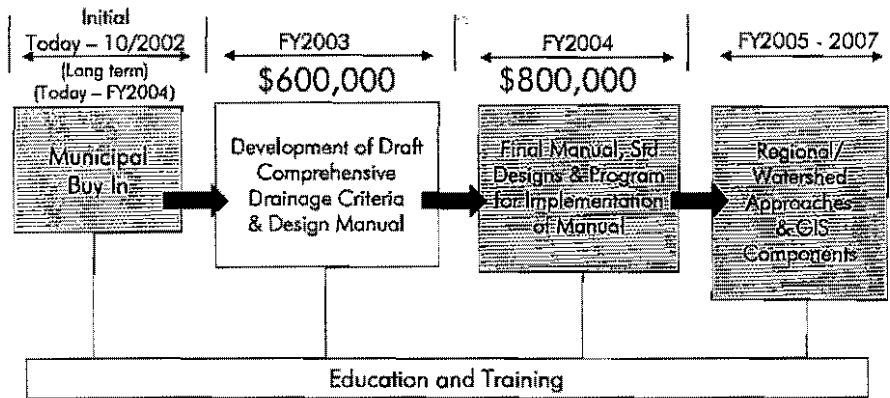 Initial
Today – 10/2002
(Long term)
(Today – FY2004)
Municipal
Buy In
FY2003
$600,000
Development of Draft
Comprehensive
Drainage Criteria
& Design Manual
FY2004
$800,000
Final Manual, Std
Designs & Program
for Implementation
of Manual
FY2005 - 2007
Regional/
Watershed
Approaches
& GIS
Components
Education and Training